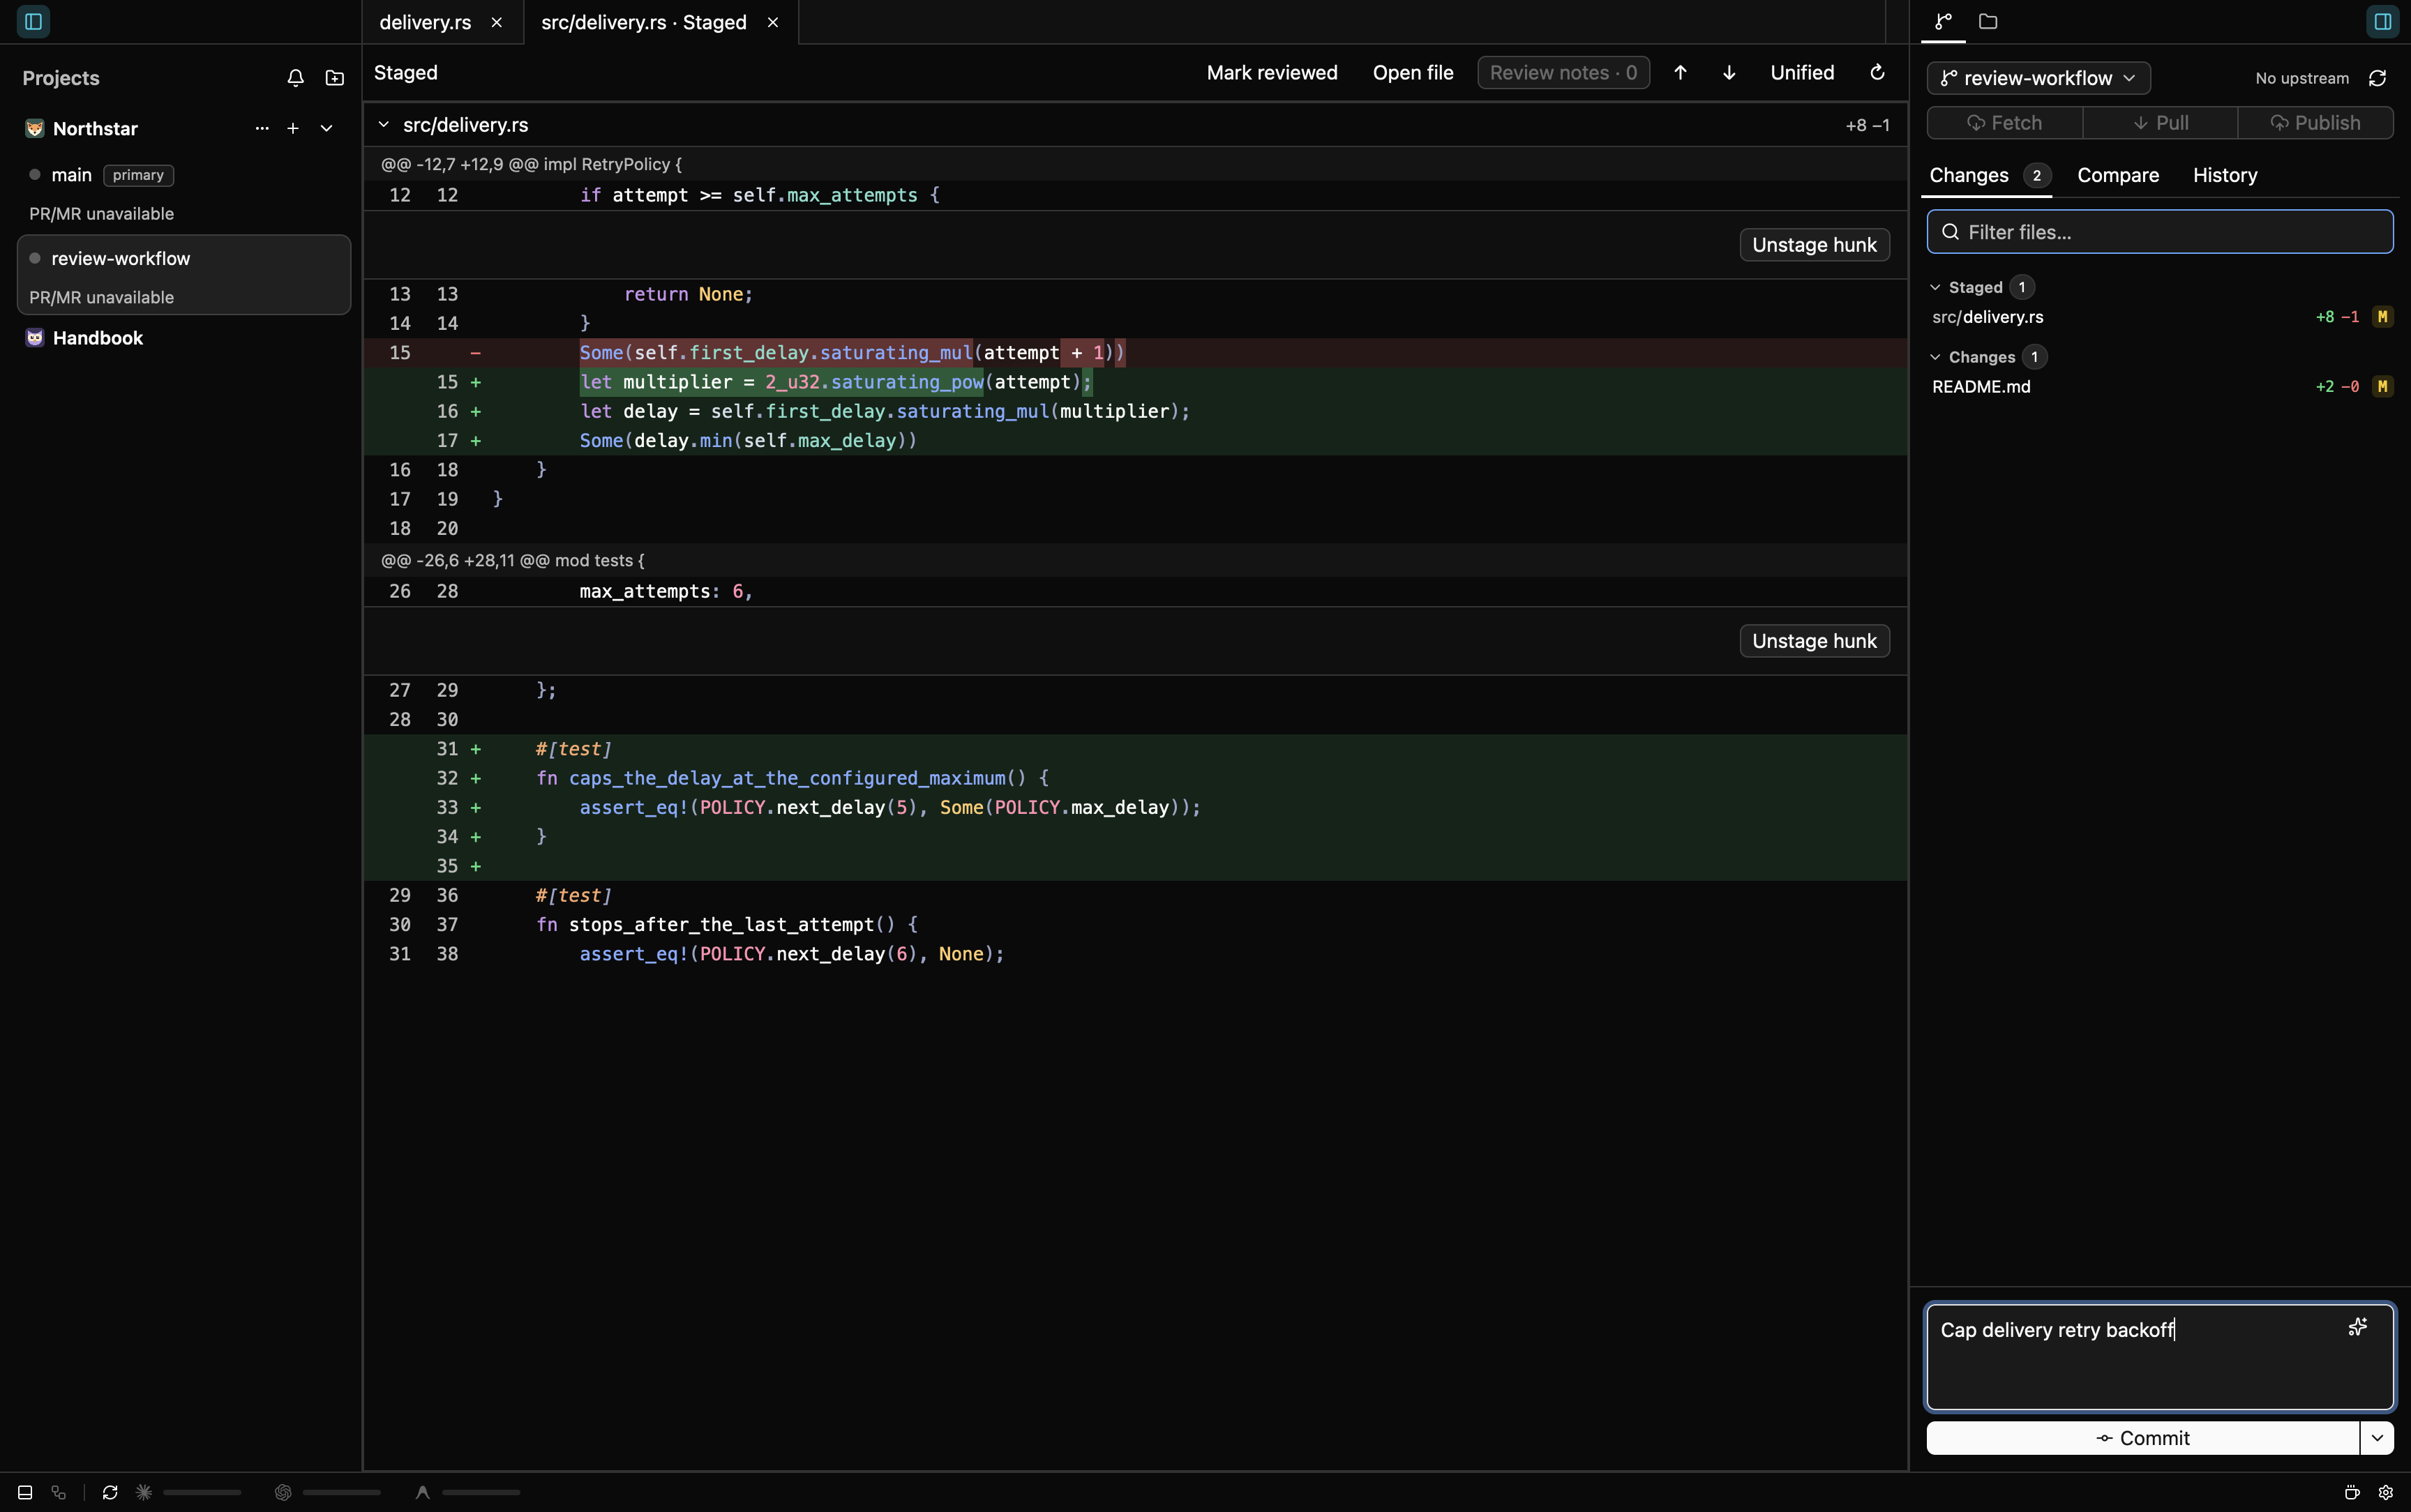 Projects
Northstar
main primary
PR/MR unavailable
review-workflow
PR/MR unavailable
Handbook
delivery.rs
src/delivery.rs · Staged
Staged
Mark reviewed
Open file
Review notes · 0
Unified
src/delivery.rs
+8 −1
@@ -12,7 +12,9 @@ impl RetryPolicy {
12 12 if attempt >= self.max_attempts {
Unstage hunk
13 13 return None;
14 14 }
15 − Some(self.first_delay.saturating_mul(attempt + 1))
15 + let multiplier = 2_u32.saturating_pow(attempt);
16 + let delay = self.first_delay.saturating_mul(multiplier);
17 + Some(delay.min(self.max_delay))
16 18 }
17 19 }
18 20
@@ -26,6 +28,11 @@ mod tests {
26 28 max_attempts: 6,
Unstage hunk
27 29 };
28 30
31 + #[test]
32 + fn caps_the_delay_at_the_configured_maximum() {
33 + assert_eq!(POLICY.next_delay(5), Some(POLICY.max_delay));
34 + }
35 +
29 36 #[test]
30 37 fn stops_after_the_last_attempt() {
31 38 assert_eq!(POLICY.next_delay(6), None);
review-workflow
No upstream
Fetch
Pull
Publish
Changes 2
Compare
History
Filter files...
Staged 1
src/delivery.rs +8 −1 M
Changes 1
README.md +2 −0 M
Cap delivery retry backoff
Commit